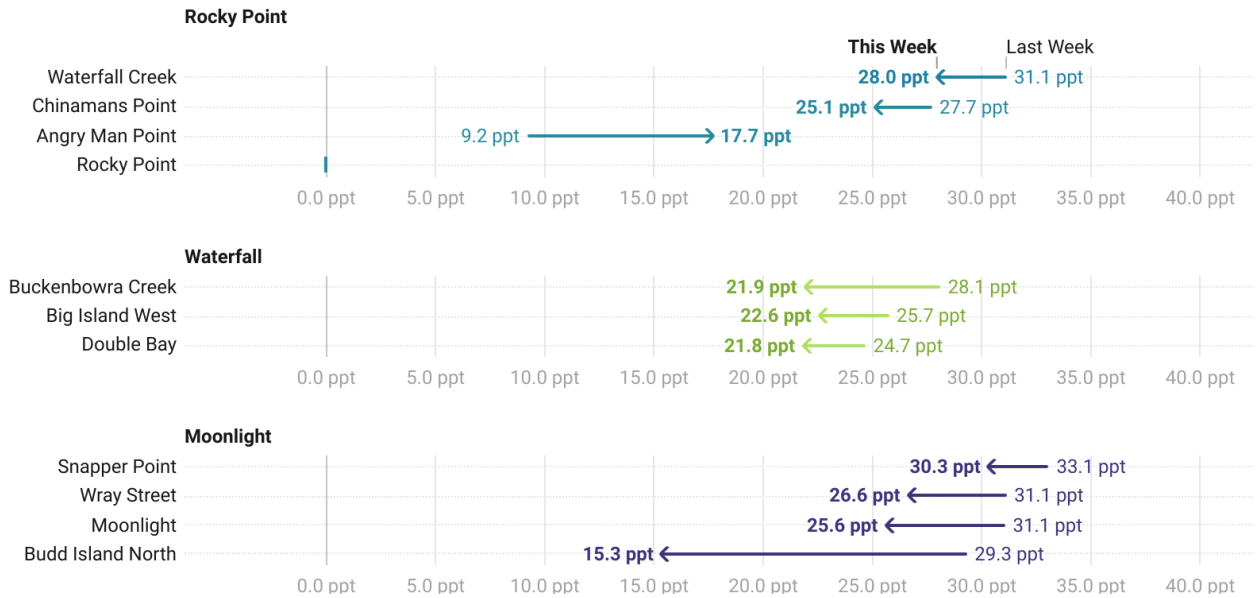 Rocky Point
This Week Last Week
Waterfall Creek 28.0 ppt 31.1 ppt
Chinamans Point 25.1 ppt 27.7 ppt
Angry Man Point 9.2 ppt 17.7 ppt
Rocky Point
0.0 ppt 5.0 ppt 10.0 ppt 15.0 ppt 20.0 ppt 25.0 ppt 30.0 ppt 35.0 ppt 40.0 ppt
Waterfall
Buckenbowra Creek 21.9 ppt 28.1 ppt
Big Island West 22.6 ppt 25.7 ppt
Double Bay 21.8 ppt 24.7 ppt
0.0 ppt 5.0 ppt 10.0 ppt 15.0 ppt 20.0 ppt 25.0 ppt 30.0 ppt 35.0 ppt 40.0 ppt
Moonlight
Snapper Point 30.3 ppt 33.1 ppt
Wray Street 26.6 ppt 31.1 ppt
Moonlight 25.6 ppt 31.1 ppt
Budd Island North 15.3 ppt 29.3 ppt
0.0 ppt 5.0 ppt 10.0 ppt 15.0 ppt 20.0 ppt 25.0 ppt 30.0 ppt 35.0 ppt 40.0 ppt